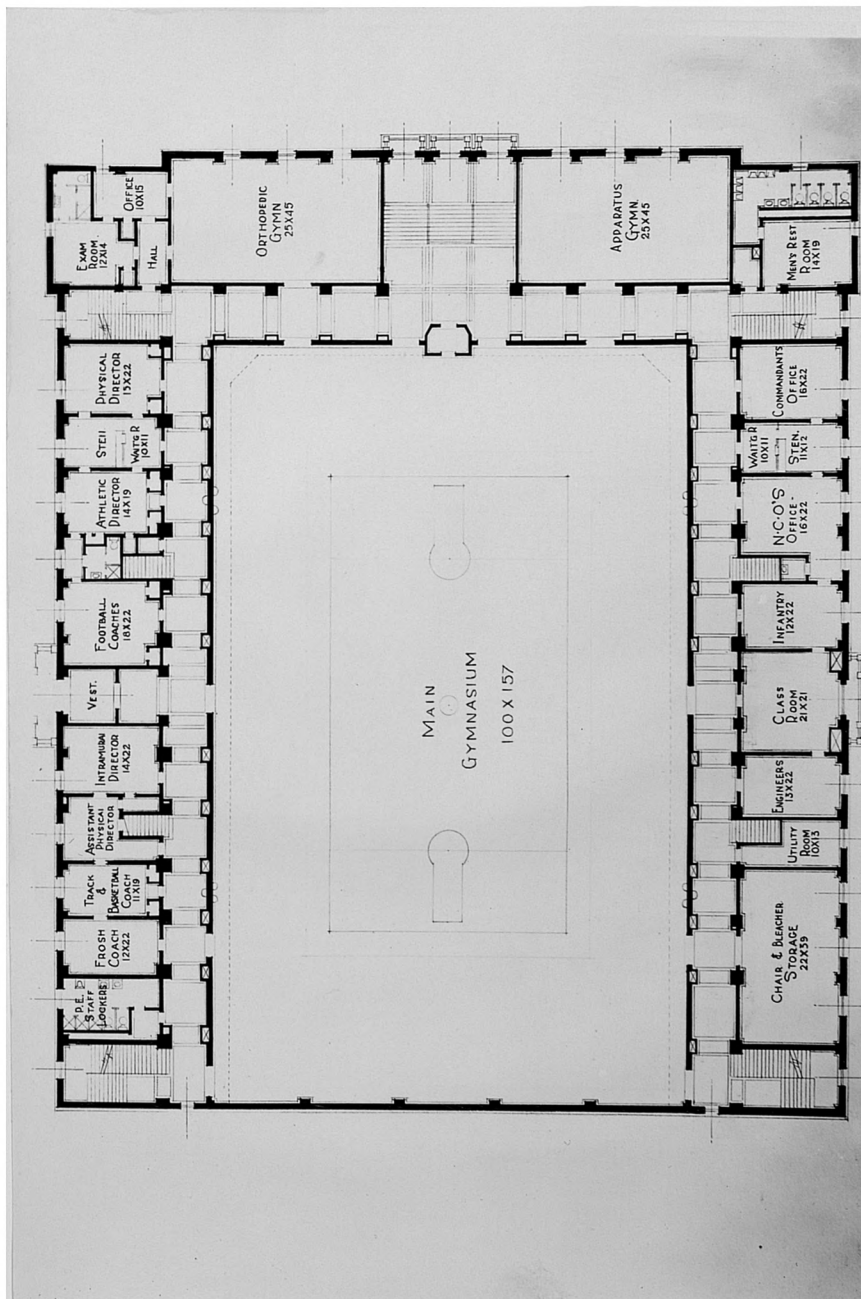 OFFICE
10X15
EXAM
ROOM
12X14
HALL
ORTHOPEDIC
GYMN
25X45
APPARATUS
GYMN.
25X45
MEN'S REST
ROOM
14X19
PHYSICAL
DIRECTOR
15X22
STEN
WAIT'G R
10X11
ATHLETIC
DIRECTOR
14X19
FOOTBALL
COACHES
18X22
VEST.
INTRAMURAL
DIRECTOR
14X22
ASSISTANT
PHYSICAL
DIRECTOR
TRACK
&
BASKETBALL
COACH
11X19
FROSH
COACH
12X22
P.E.
STAFF
LOCKERS
MAIN
GYMNASIUM
100 X 157
COMMANDANTS
OFFICE
16X22
WAIT'G R
10X11
STEN.
11X12
N·C·O'S
OFFICE-
16X22
INFANTRY
12X22
CLASS
ROOM
21X21
ENGINEERS
13X22
UTILITY
ROOM
10X13
CHAIR & BLEACHER
STORAGE
22X39